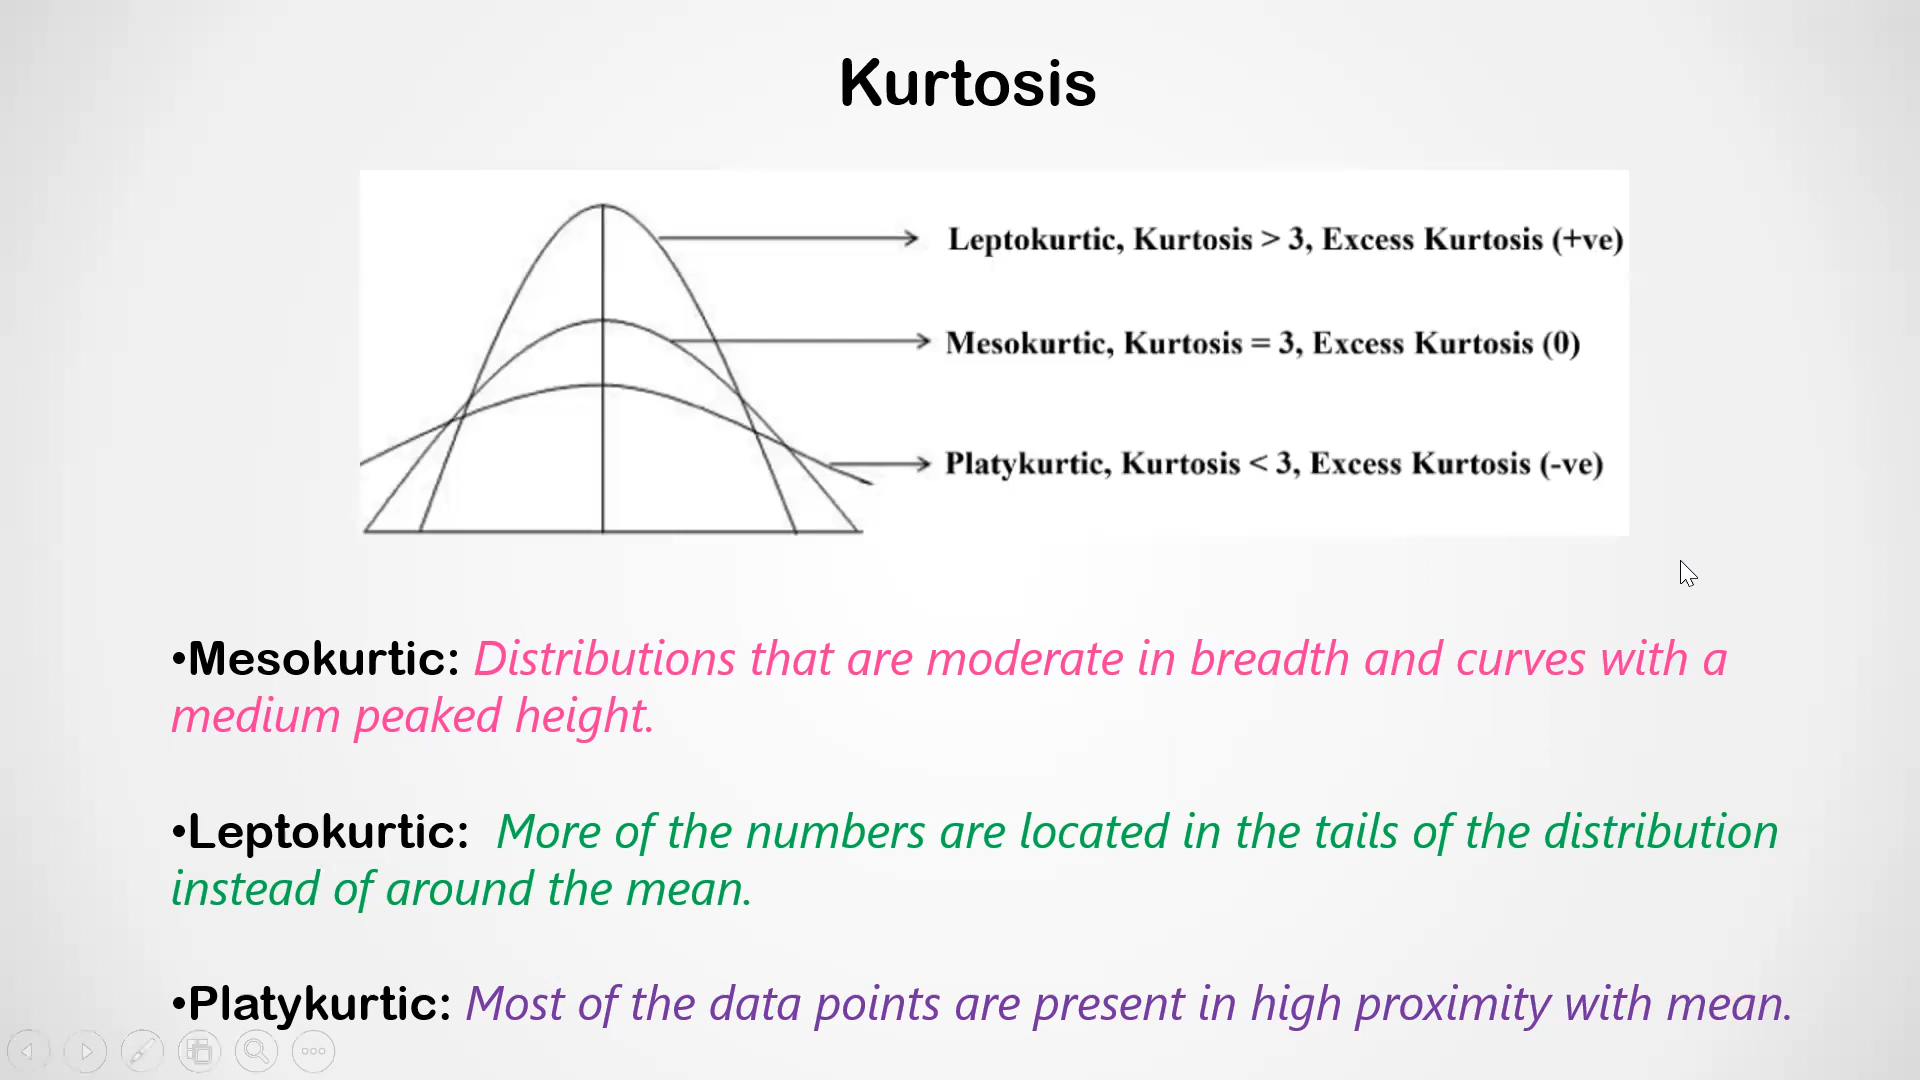 Kurtosis
Leptokurtic, Kurtosis > 3, Excess Kurtosis (+ve)
Mesokurtic, Kurtosis = 3, Excess Kurtosis (0)
Platykurtic, Kurtosis < 3, Excess Kurtosis (-ve)
•Mesokurtic: Distributions that are moderate in breadth and curves with a
medium peaked height.
•Leptokurtic: More of the numbers are located in the tails of the distribution
instead of around the mean.
•Platykurtic: Most of the data points are present in high proximity with mean.